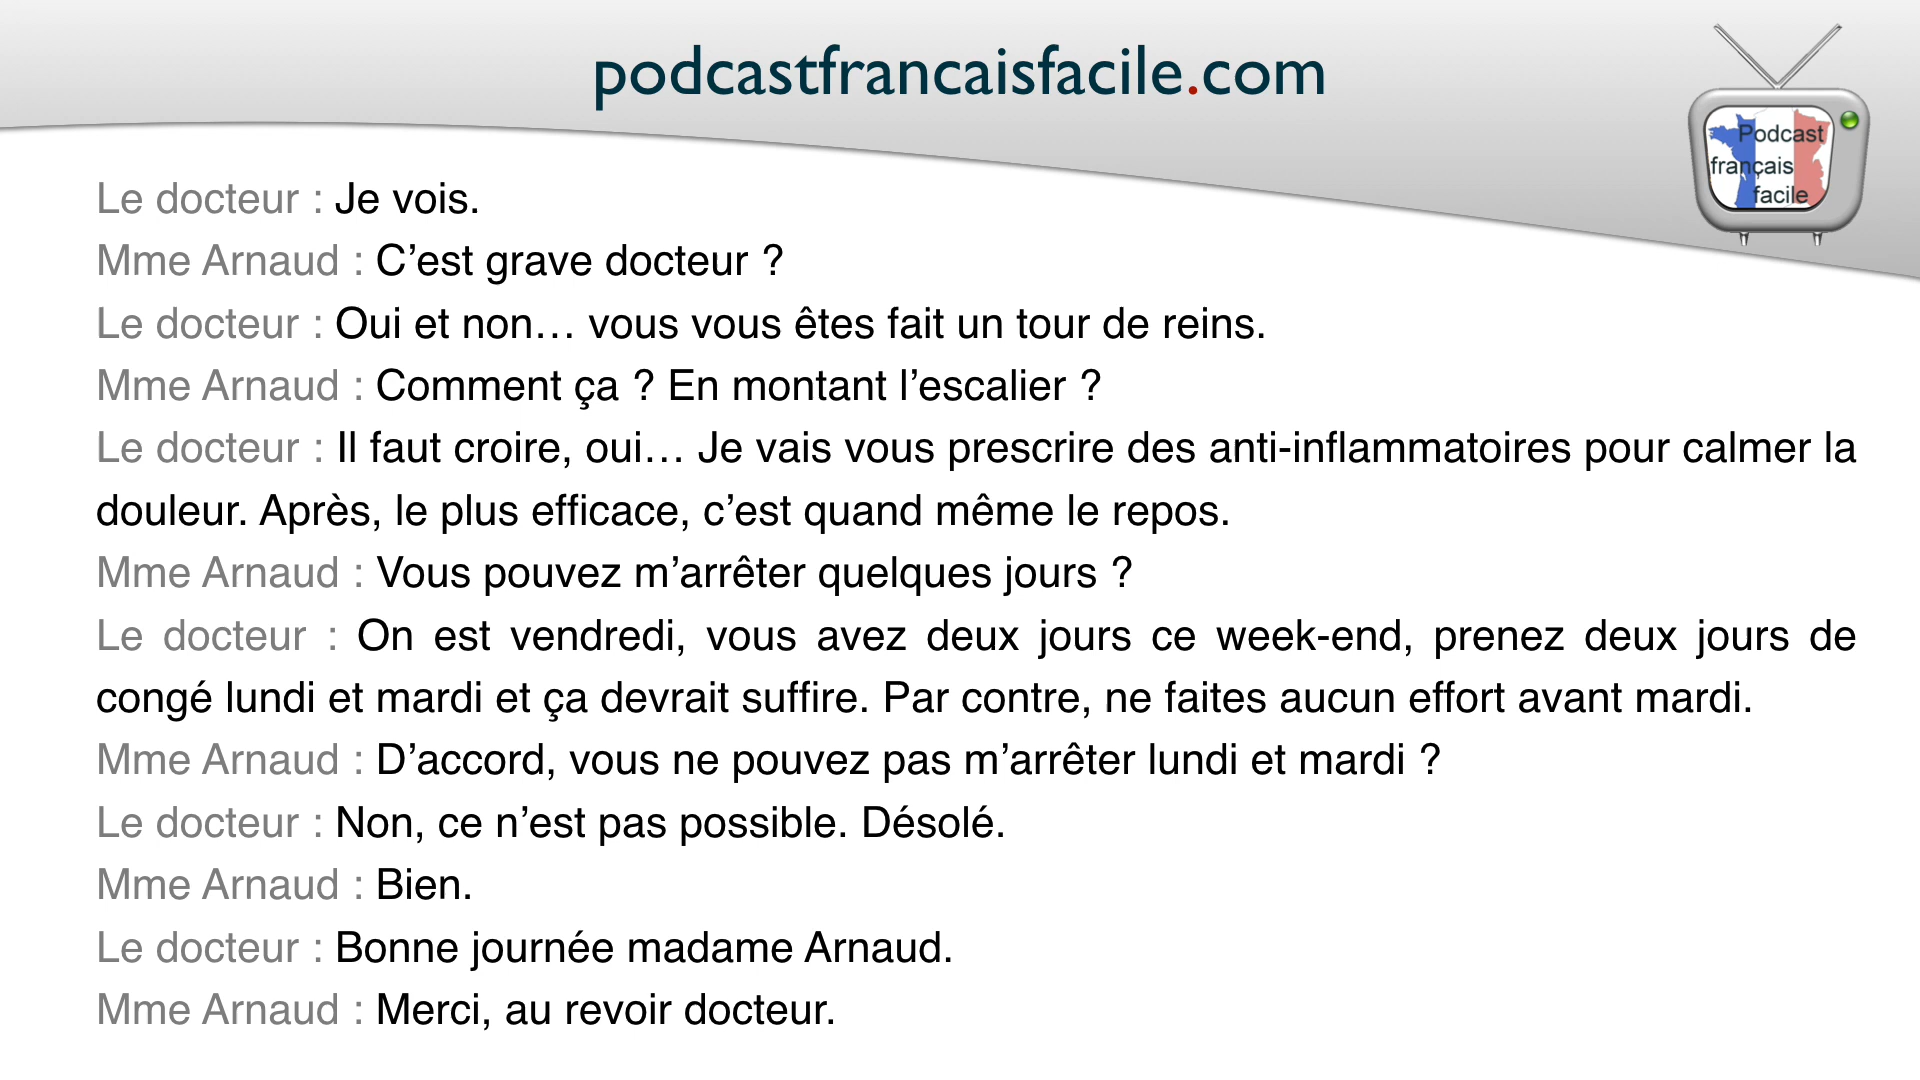 podcastfrancaisfacile.com
Podcast
français
facile
Le docteur : Je vois.
Mme Arnaud : C’est grave docteur ?
Le docteur : Oui et non… vous vous êtes fait un tour de reins.
Mme Arnaud : Comment ça ? En montant l’escalier ?
Le docteur : Il faut croire, oui… Je vais vous prescrire des anti-inflammatoires pour calmer la
douleur. Après, le plus efficace, c’est quand même le repos.
Mme Arnaud : Vous pouvez m’arrêter quelques jours ?
Le docteur : On est vendredi, vous avez deux jours ce week-end, prenez deux jours de
congé lundi et mardi et ça devrait suffire. Par contre, ne faites aucun effort avant mardi.
Mme Arnaud : D’accord, vous ne pouvez pas m’arrêter lundi et mardi ?
Le docteur : Non, ce n’est pas possible. Désolé.
Mme Arnaud : Bien.
Le docteur : Bonne journée madame Arnaud.
Mme Arnaud : Merci, au revoir docteur.